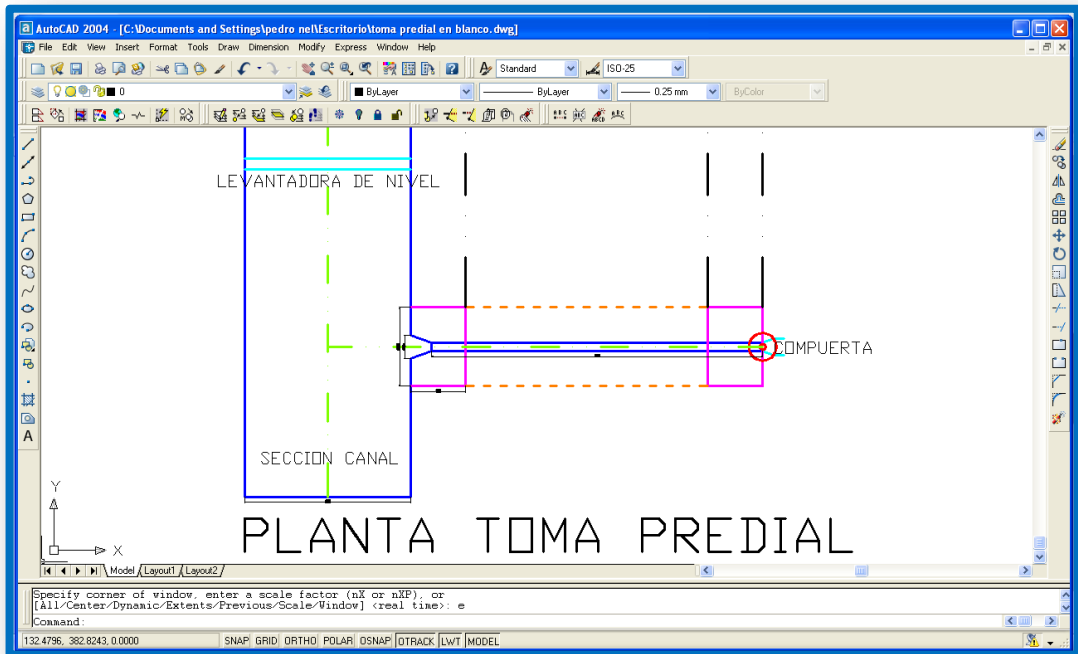 AutoCAD 2004 - [C:\Documents and Settings\pedro nel\Escritorio\toma predial en blanco.dwg]
File Edit View Insert Format Tools Draw Dimension Modify Express Window Help
Standard ISO-25
0 ByLayer ByLayer 0.25 mm ByColor
LEVANTADORA DE NIVEL
COMPUERTA
SECCION CANAL
Y
X
PLANTA TOMA PREDIAL
Model Layout1 Layout2
Specify corner of window, enter a scale factor (nX or nXP), or
[All/Center/Dynamic/Extents/Previous/Scale/Window] <real time>: e
Command:
132.4796, 382.8243, 0.0000 SNAP GRID ORTHO POLAR OSNAP OTRACK LWT MODEL